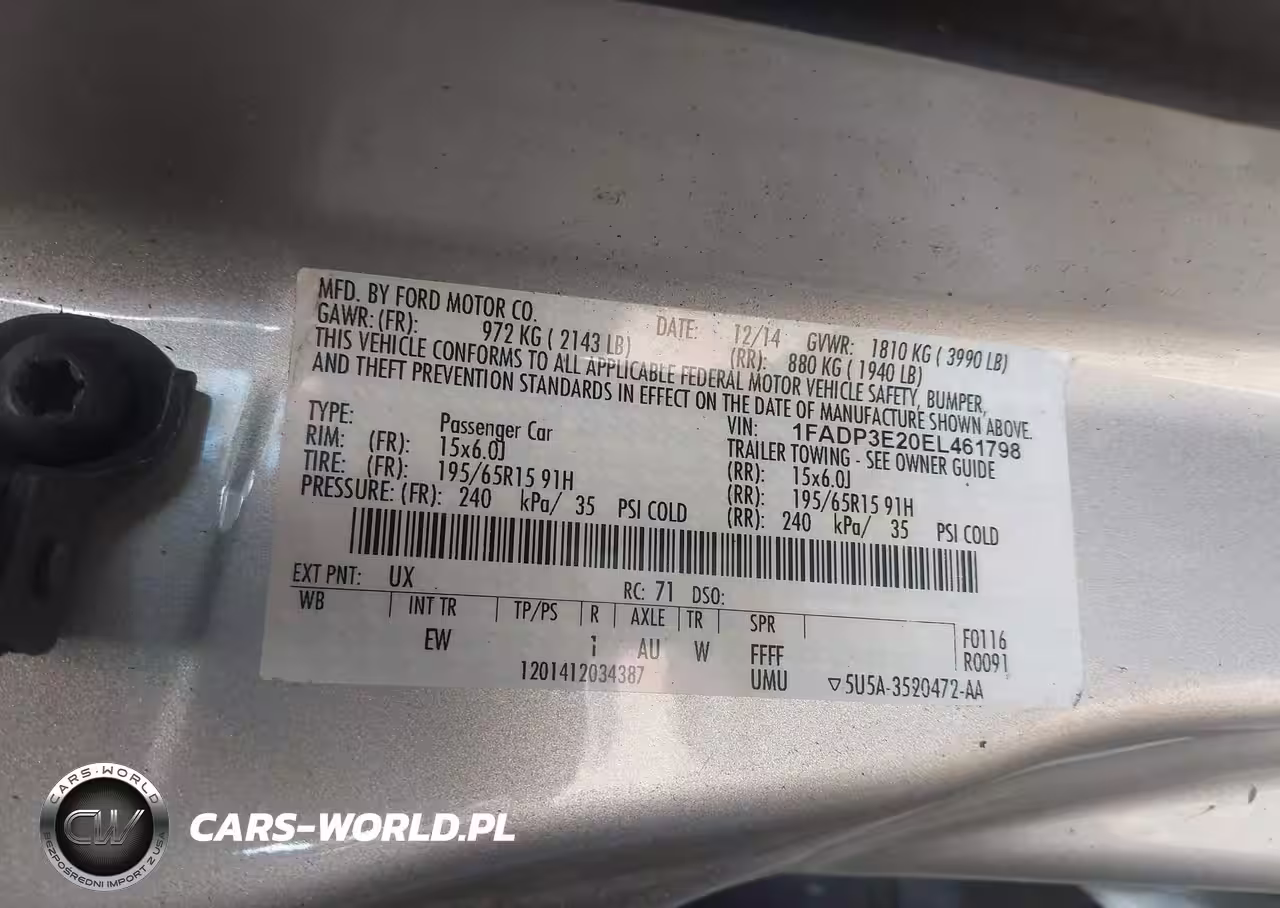 MFD. BY FORD MOTOR CO. DATE: 12/14 GVWR: 1810 KG ( 3990 LB)
GAWR: (FR): 972 KG ( 2143 LB) (RR): 880 KG ( 1940 LB)
THIS VEHICLE CONFORMS TO ALL APPLICABLE FEDERAL MOTOR VEHICLE SAFETY, BUMPER,
AND THEFT PREVENTION STANDARDS IN EFFECT ON THE DATE OF MANUFACTURE SHOWN ABOVE.
VIN: 1FADP3E20EL461798
TYPE: Passenger Car TRAILER TOWING - SEE OWNER GUIDE
RIM: (FR): 15x6.0J (RR): 15x6.0J
TIRE: (FR): 195/65R15 91H (RR): 195/65R15 91H
PRESSURE: (FR): 240 kPa/ 35 PSI COLD (RR): 240 kPa/ 35 PSI COLD
EXT PNT: UX RC: 71 DSO:
WB INT TR TP/PS R AXLE TR SPR
EW 1 AU W FFFF F0116
1201412034387 UMU R0091
▽5U5A-3520472-AA
CARS-WORLD
CW
BEZPOŚREDNI IMPORT Z USA
CARS-WORLD.PL